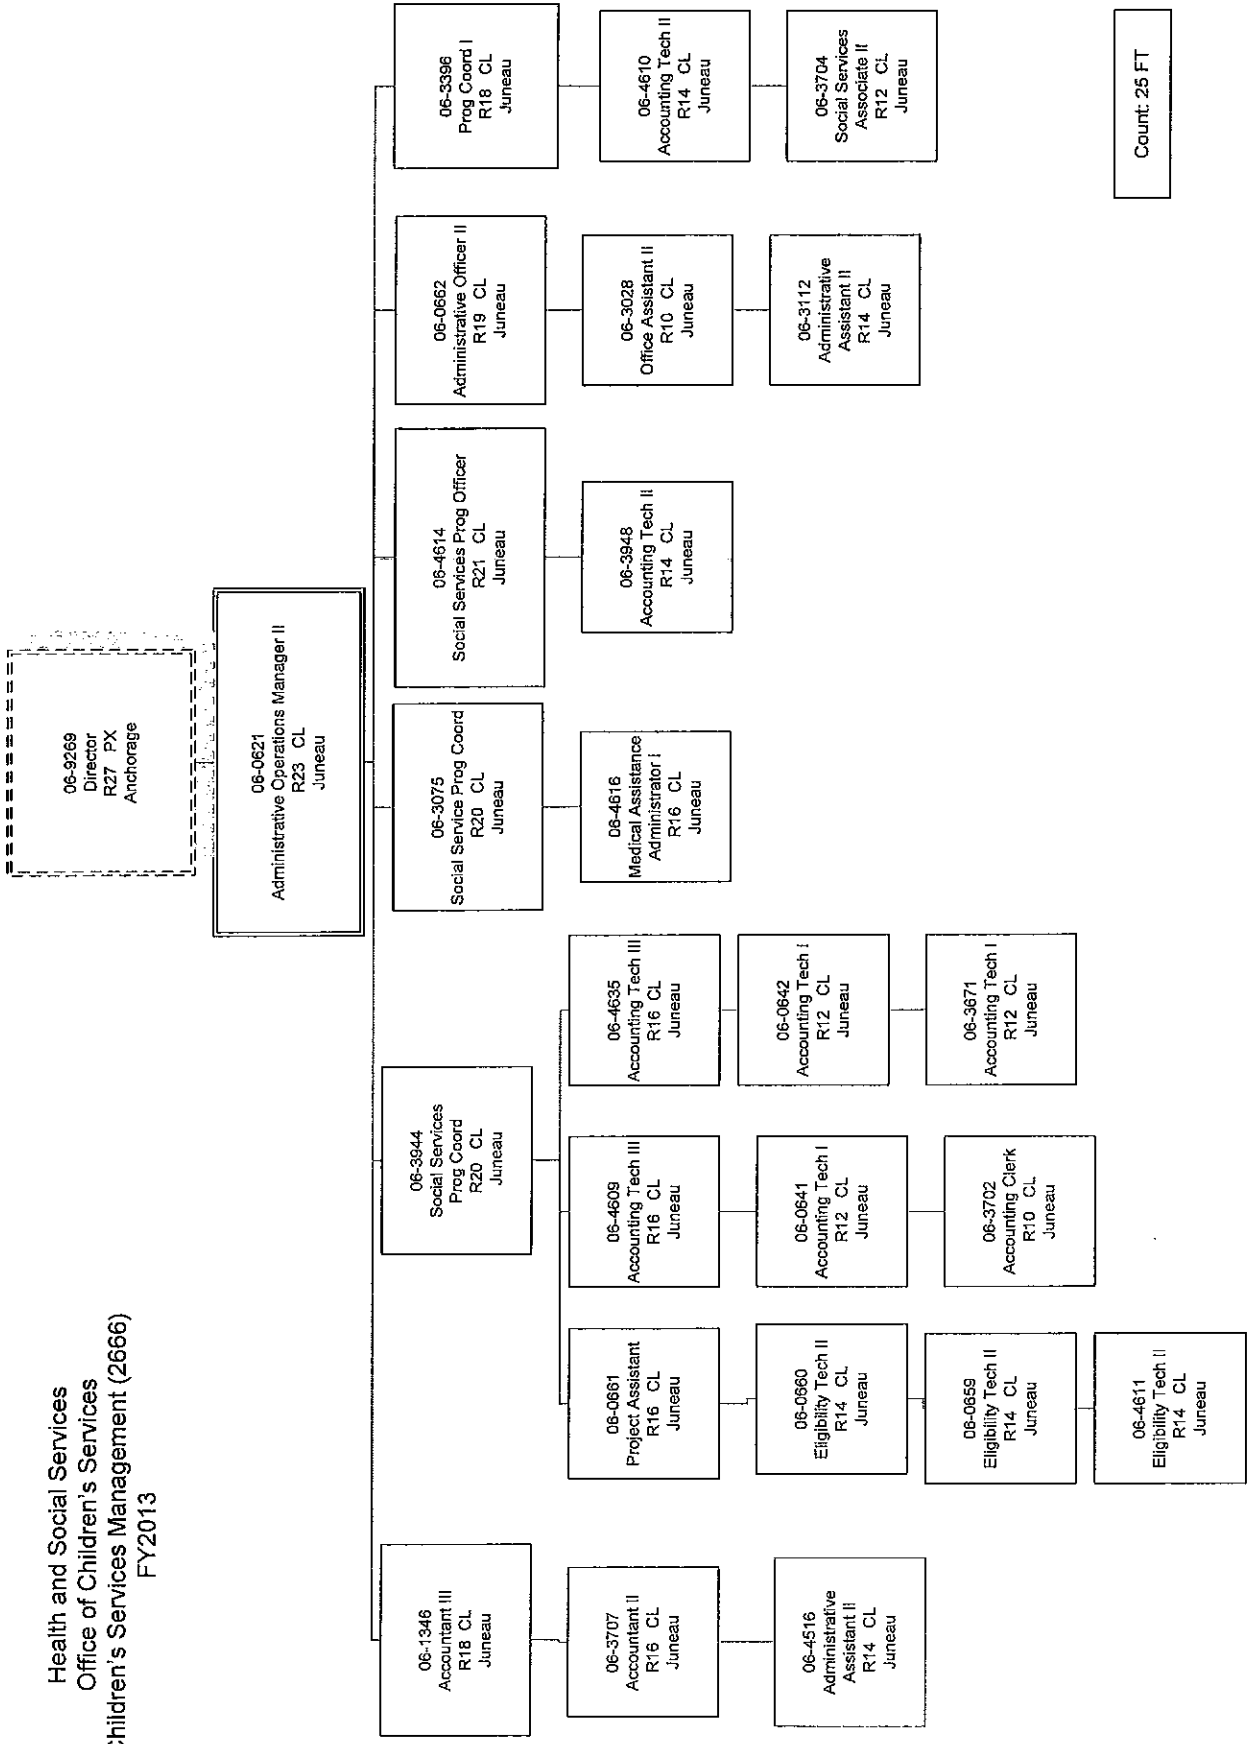 Health and Social Services
Office of Children's Services
Children's Services Management (2666)
FY2013
06-9269
Director
R27 PX
Anchorage
06-0621
Administrative Operations Manager II
R23 CL
Juneau
06-1346
Accountant III
R18 CL
Juneau
06-3707
Accountant II
R16 CL
Juneau
06-4516
Administrative
Assistant II
R14 CL
Juneau
06-3944
Social Services
Prog Coord
R20 CL
Juneau
06-0661
Project Assistant
R16 CL
Juneau
06-0660
Eligibility Tech II
R14 CL
Juneau
06-0659
Eligibility Tech II
R14 CL
Juneau
06-4611
Eligibility Tech II
R14 CL
Juneau
06-4609
Accounting Tech III
R16 CL
Juneau
06-0641
Accounting Tech I
R12 CL
Juneau
06-3702
Accounting Clerk
R10 CL
Juneau
06-4635
Accounting Tech III
R16 CL
Juneau
06-0642
Accounting Tech I
R12 CL
Juneau
06-3671
Accounting Tech I
R12 CL
Juneau
06-3075
Social Service Prog Coord
R20 CL
Juneau
06-4616
Medical Assistance
Administrator I
R16 CL
Juneau
06-4614
Social Services Prog Officer
R21 CL
Juneau
06-3948
Accounting Tech II
R14 CL
Juneau
06-0662
Administrative Officer II
R19 CL
Juneau
06-3028
Office Assistant II
R10 CL
Juneau
06-3112
Administrative
Assistant II
R14 CL
Juneau
06-3396
Prog Coord I
R18 CL
Juneau
06-4610
Accounting Tech II
R14 CL
Juneau
06-3704
Social Services
Associate II
R12 CL
Juneau
Count: 25 FT